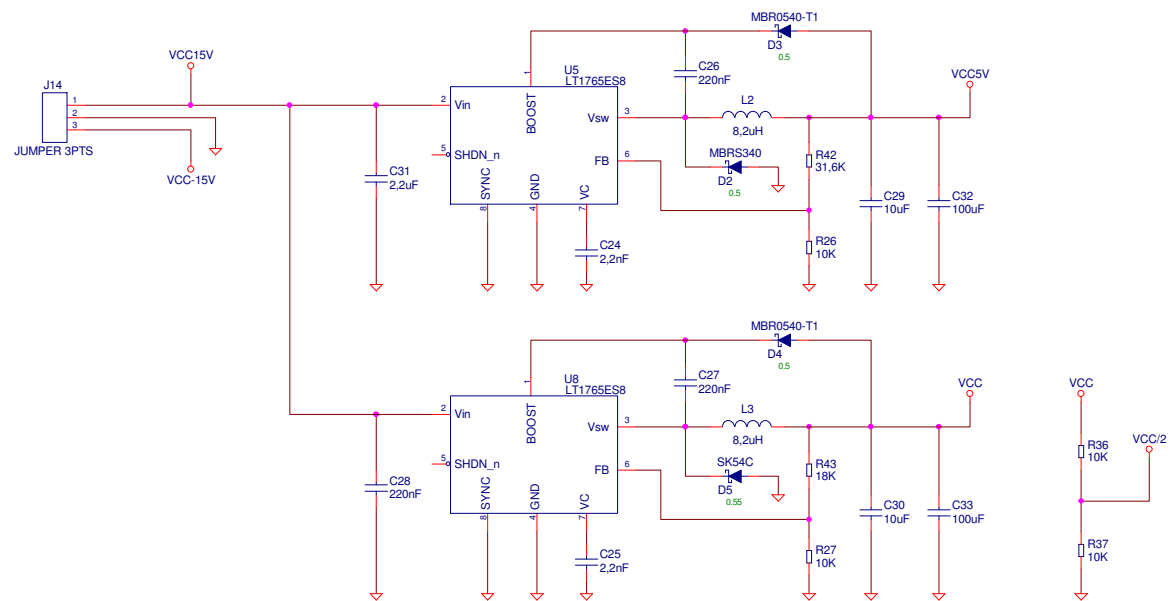 MBR0540-T1
D3
0.5
VCC15V
J14
1
2
3
JUMPER 3PTS
VCC-15V
U5
LT1765ES8
1
BOOST
2
Vin
Vsw
3
5
SHDN_n
FB
6
SYNC
GND
VC
8
4
7
C26
220nF
L2
8,2uH
MBRS340
D2
0.5
VCC5V
R42
31,6K
C31
2,2uF
C29
10uF
C32
100uF
C24
2,2nF
R26
10K
MBR0540-T1
D4
0.5
U8
LT1765ES8
1
BOOST
2
Vin
Vsw
3
5
SHDN_n
FB
6
SYNC
GND
VC
8
4
7
C27
220nF
L3
8,2uH
SK54C
D5
0.55
VCC
R43
18K
C28
220nF
C30
10uF
C33
100uF
C25
2,2nF
R27
10K
VCC
R36
10K
VCC/2
R37
10K